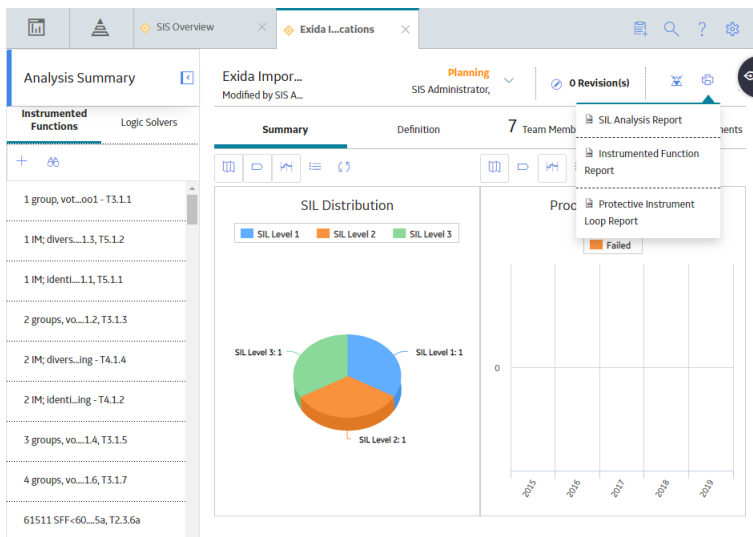 SIS Overview
Exida I...cations
Analysis Summary
Exida Impor...
Modified by SIS A...
Planning
SIS Administrator,
0 Revision(s)
Instrumented
Functions
Logic Solvers
Summary
Definition
7 Team Memb
ments
SIL Analysis Report
Instrumented Function
Report
Protective Instrument
Loop Report
1 group, vot...oo1 - T3.1.1
1 IM; divers....1.3, T5.1.2
1 IM; identi....1.1, T5.1.1
2 groups, vo....1.2, T3.1.3
2 IM; divers...ing - T4.1.4
2 IM; identi...ing - T4.1.2
3 groups, vo....1.4, T3.1.5
4 groups, vo....1.6, T3.1.7
61511 SFF<60....5a, T2.3.6a
SIL Distribution
SIL Level 1
SIL Level 2
SIL Level 3
SIL Level 3: 1
SIL Level 1: 1
SIL Level 2: 1
Proo
Failed
0
2015
2016
2017
2018
2019